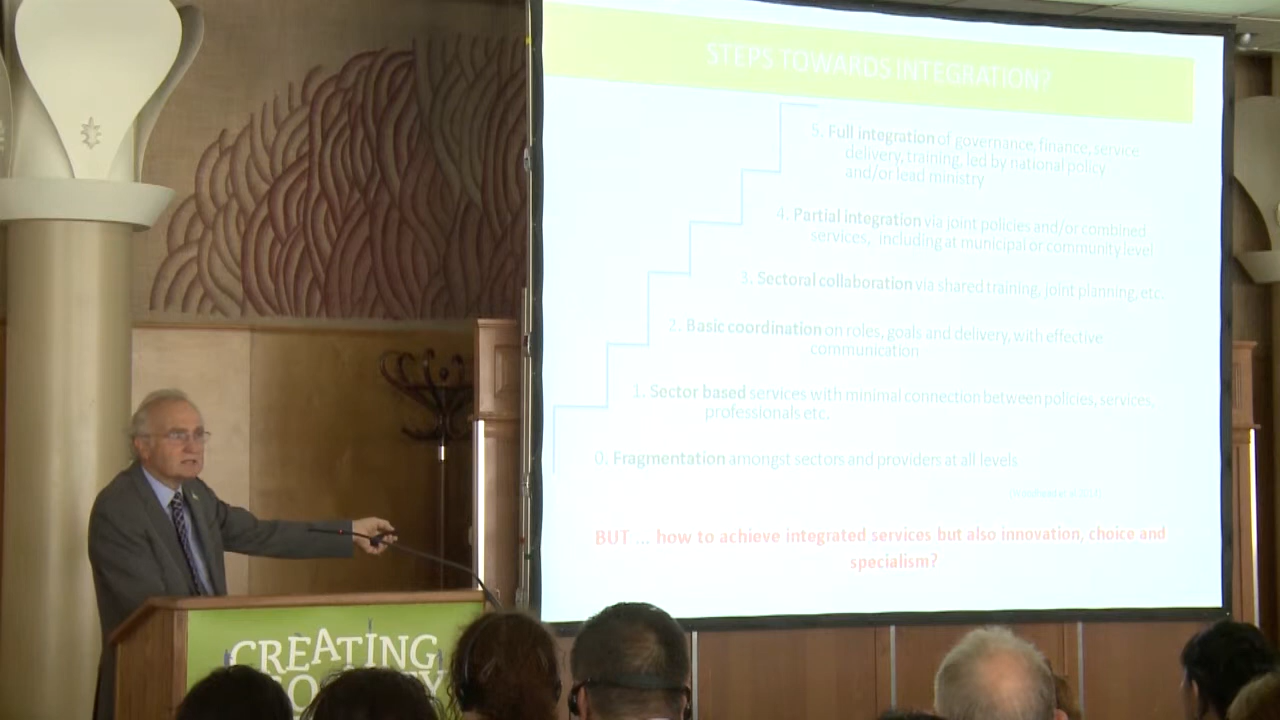 STEPS TOWARDS INTEGRATION?
5. Full integration of governance, finance, service
delivery, training, led by national policy
and/or lead ministry
4. Partial integration via joint policies and/or combined
services, including at municipal or community level
3. Sectoral collaboration via shared training, joint planning, etc.
2. Basic coordination on roles, goals and delivery, with effective
communication
1. Sector based services with minimal connection between policies, services,
professionals etc.
0. Fragmentation amongst sectors and providers at all levels
BUT ... how to achieve integrated services but also innovation, choice and
specialism?
CREATING